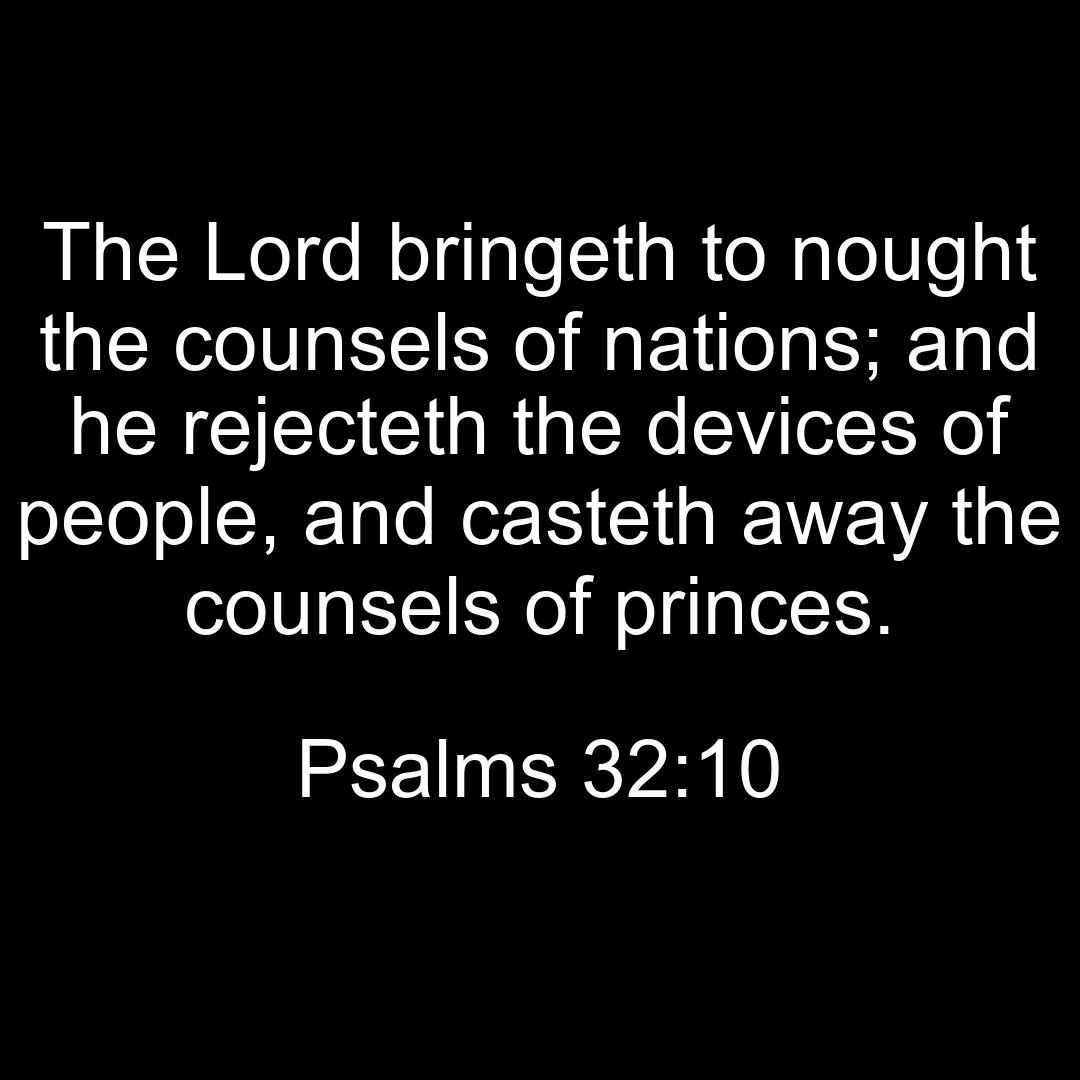 The Lord bringeth to nought
the counsels of nations; and
he rejecteth the devices of
people, and casteth away the
counsels of princes.
Psalms 32:10